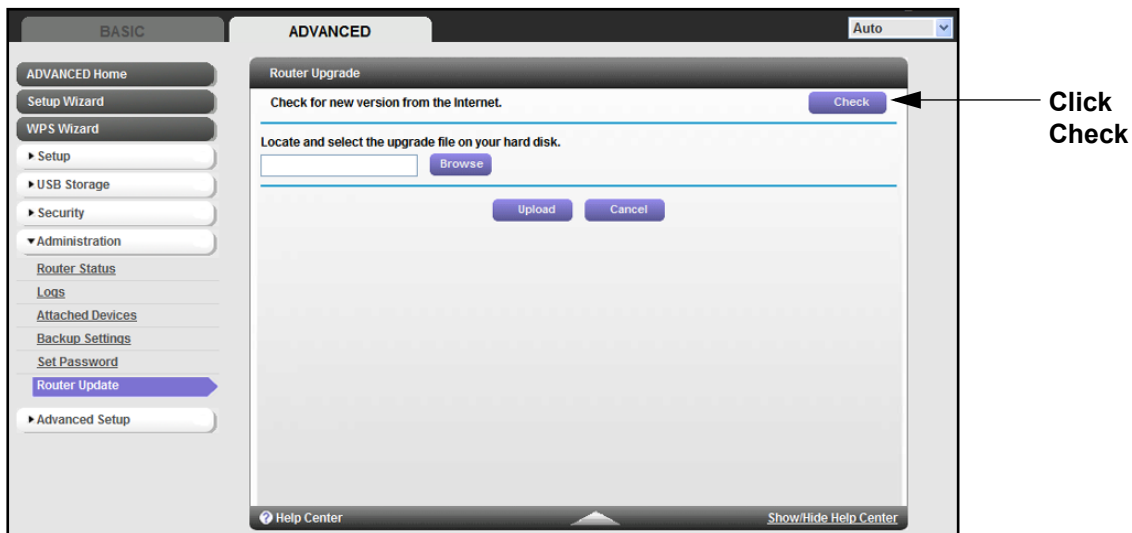 BASIC
ADVANCED
Auto
ADVANCED Home
Setup Wizard
WPS Wizard
Setup
USB Storage
Security
Administration
Router Status
Logs
Attached Devices
Backup Settings
Set Password
Router Update
Advanced Setup
Router Upgrade
Check for new version from the Internet.
Check
Locate and select the upgrade file on your hard disk.
Browse
Upload
Cancel
Help Center
Show/Hide Help Center
Click
Check